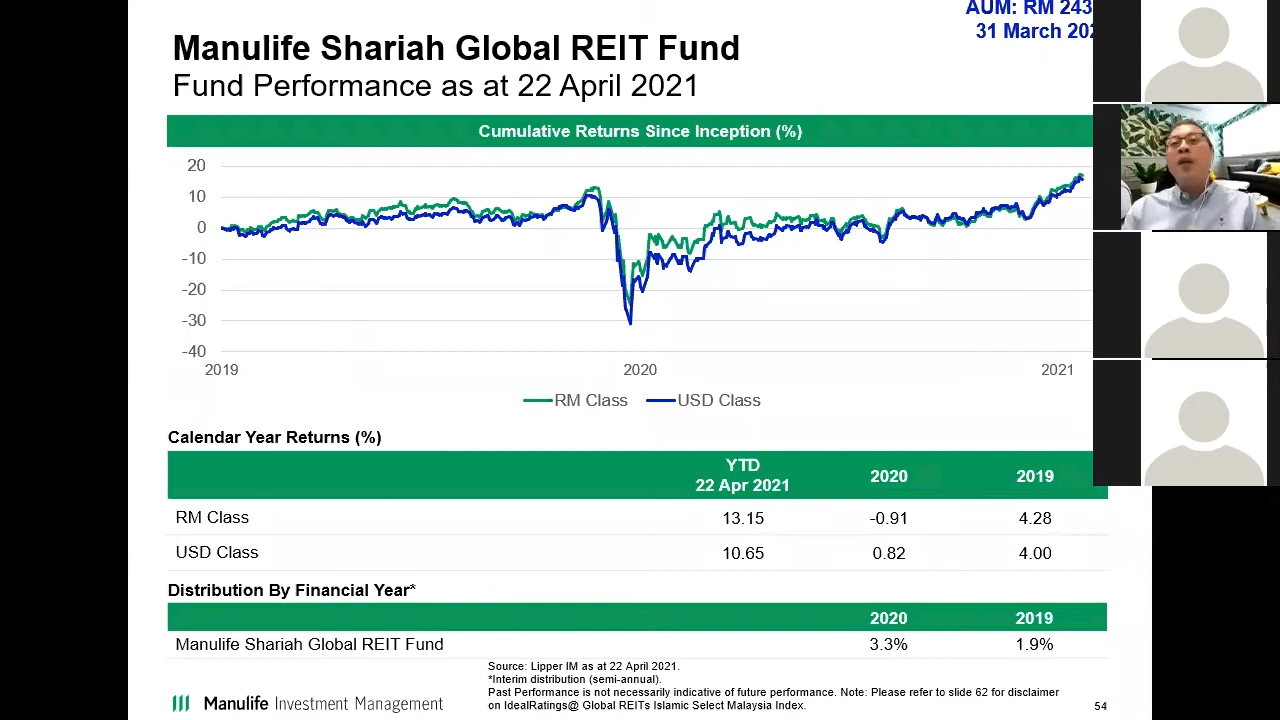 AUM: RM 243
31 March 202
Manulife Shariah Global REIT Fund
Fund Performance as at 22 April 2021
Cumulative Returns Since Inception (%)
20
10
0
-10
-20
-30
-40
2019 2020 2021
RM Class USD Class
Calendar Year Returns (%)
YTD
22 Apr 2021 2020 2019
RM Class 13.15 -0.91 4.28
USD Class 10.65 0.82 4.00
Distribution By Financial Year*
2020 2019
Manulife Shariah Global REIT Fund 3.3% 1.9%
Source: Lipper IM as at 22 April 2021.
*Interim distribution (semi-annual).
Past Performance is not necessarily indicative of future performance. Note: Please refer to slide 62 for disclaimer
on IdealRatings@ Global REITs Islamic Select Malaysia Index.
Manulife Investment Management
54